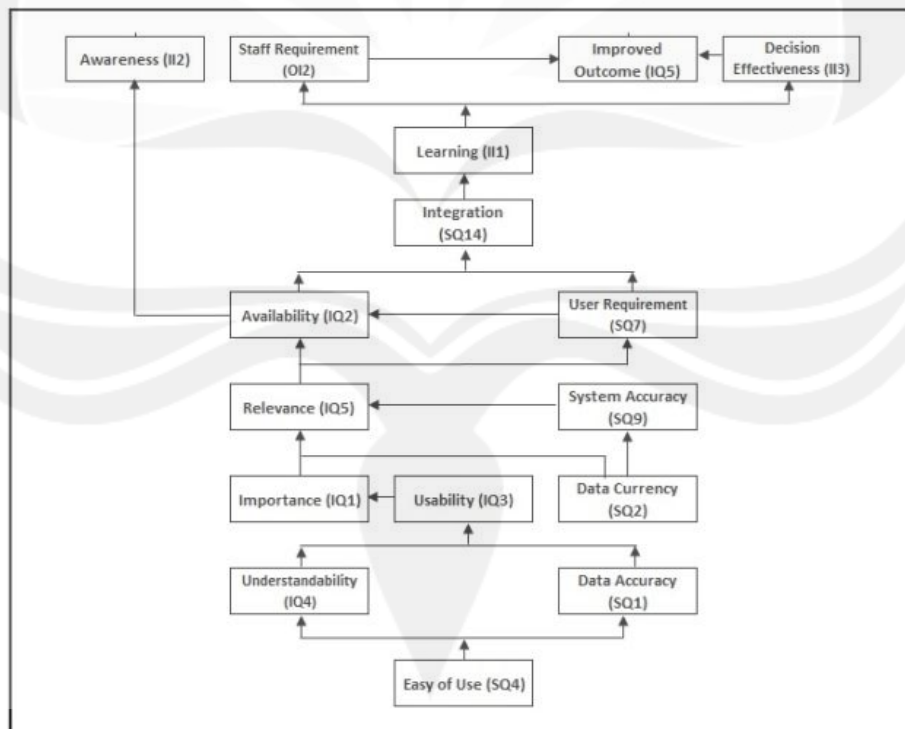 Awareness (II2)
Staff Requirement
(OI2)
Improved
Outcome (IQ5)
Decision
Effectiveness (II3)
Learning (II1)
Integration
(SQ14)
Availability (IQ2)
User Requirement
(SQ7)
Relevance (IQ5)
System Accuracy
(SQ9)
Importance (IQ1)
Usability (IQ3)
Data Currency
(SQ2)
Understandability
(IQ4)
Data Accuracy
(SQ1)
Easy of Use (SQ4)